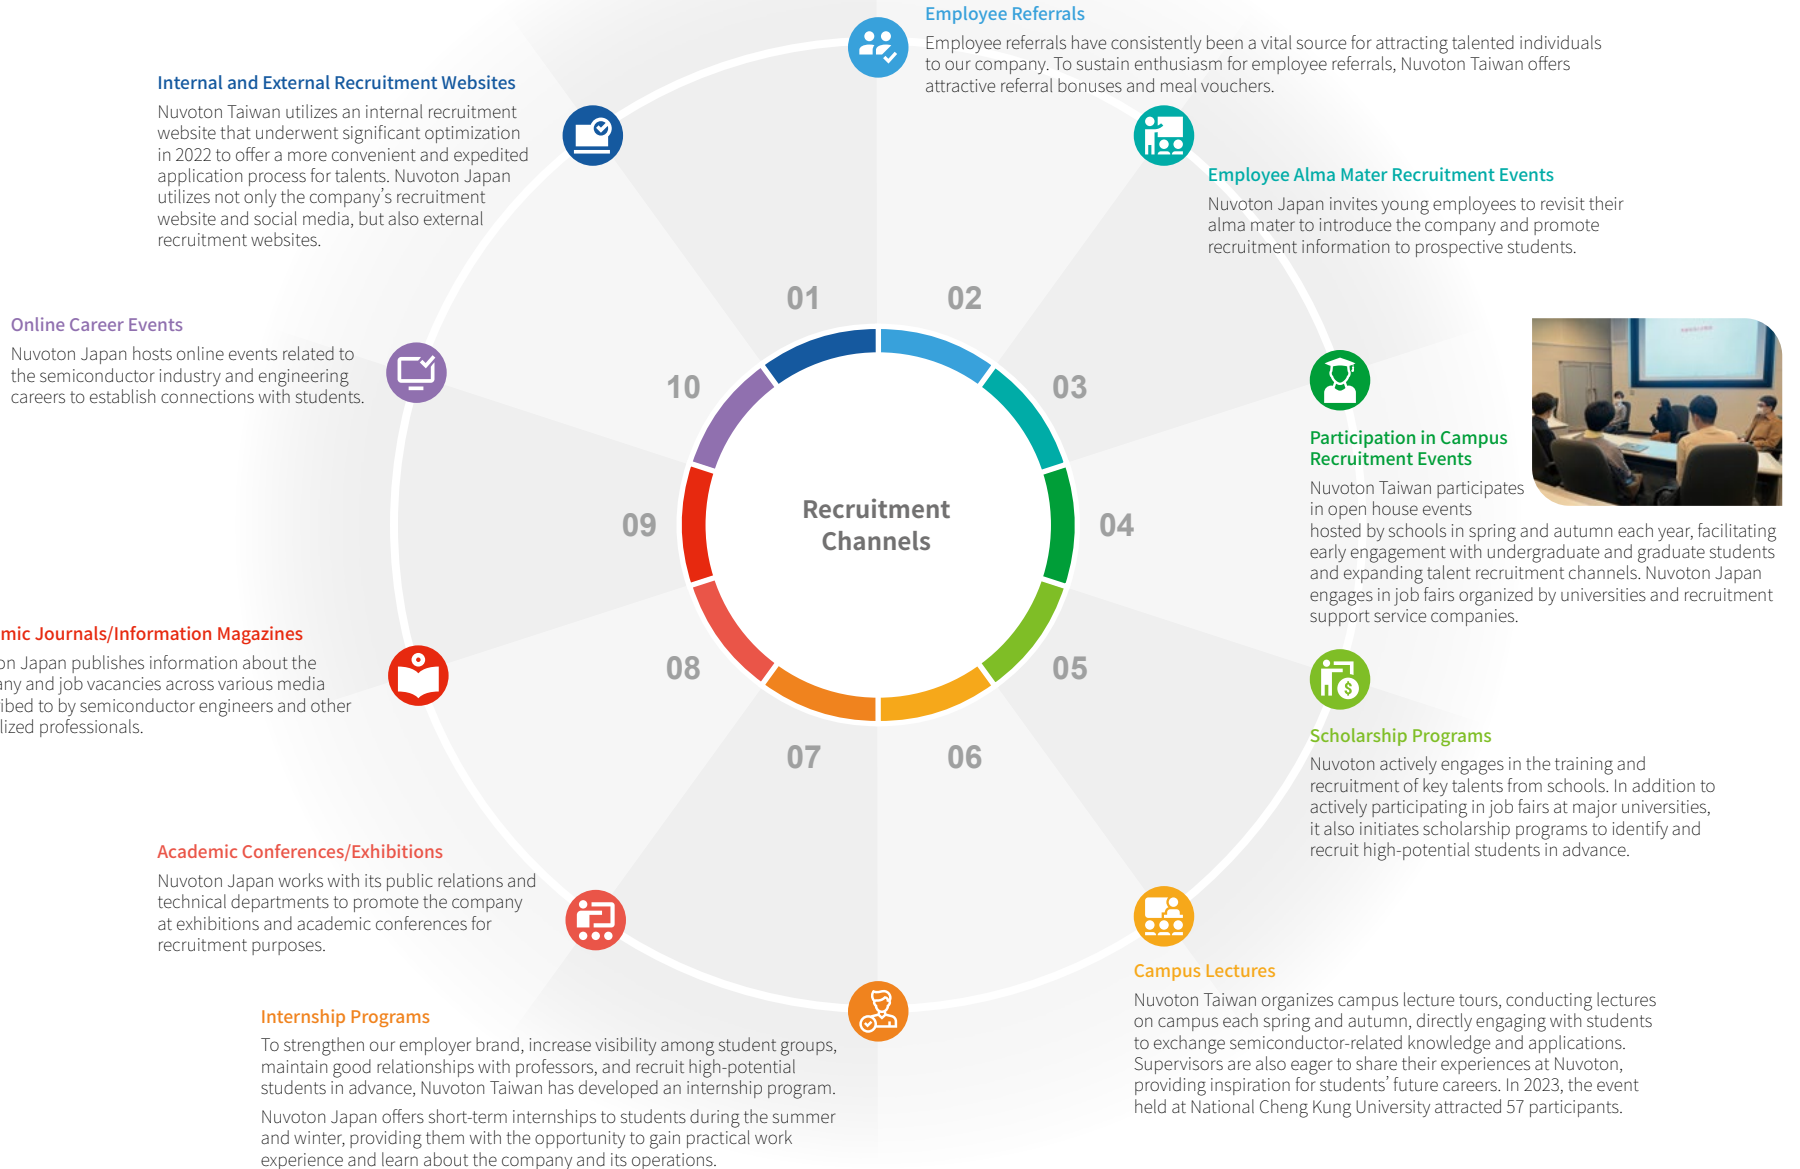 Employee Referrals
Employee referrals have consistently been a vital source for attracting talented individuals
to our company. To sustain enthusiasm for employee referrals, Nuvoton Taiwan offers
attractive referral bonuses and meal vouchers.
Internal and External Recruitment Websites
Nuvoton Taiwan utilizes an internal recruitment
website that underwent significant optimization
in 2022 to offer a more convenient and expedited
application process for talents. Nuvoton Japan
utilizes not only the company's recruitment
website and social media, but also external
recruitment websites.
Employee Alma Mater Recruitment Events
Nuvoton Japan invites young employees to revisit their
alma mater to introduce the company and promote
recruitment information to prospective students.
01
02
03
04
05
06
07
08
09
10
Recruitment
Channels
Online Career Events
Nuvoton Japan hosts online events related to
the semiconductor industry and engineering
careers to establish connections with students.
Participation in Campus
Recruitment Events
Nuvoton Taiwan participates
in open house events
hosted by schools in spring and autumn each year, facilitating
early engagement with undergraduate and graduate students
and expanding talent recruitment channels. Nuvoton Japan
engages in job fairs organized by universities and recruitment
support service companies.
mic Journals/Information Magazines
on Japan publishes information about the
any and job vacancies across various media
ribed to by semiconductor engineers and other
lized professionals.
Scholarship Programs
Nuvoton actively engages in the training and
recruitment of key talents from schools. In addition to
actively participating in job fairs at major universities,
it also initiates scholarship programs to identify and
recruit high-potential students in advance.
Academic Conferences/Exhibitions
Nuvoton Japan works with its public relations and
technical departments to promote the company
at exhibitions and academic conferences for
recruitment purposes.
Campus Lectures
Nuvoton Taiwan organizes campus lecture tours, conducting lectures
on campus each spring and autumn, directly engaging with students
to exchange semiconductor-related knowledge and applications.
Supervisors are also eager to share their experiences at Nuvoton,
providing inspiration for students' future careers. In 2023, the event
held at National Cheng Kung University attracted 57 participants.
Internship Programs
To strengthen our employer brand, increase visibility among student groups,
maintain good relationships with professors, and recruit high-potential
students in advance, Nuvoton Taiwan has developed an internship program.
Nuvoton Japan offers short-term internships to students during the summer
and winter, providing them with the opportunity to gain practical work
experience and learn about the company and its operations.